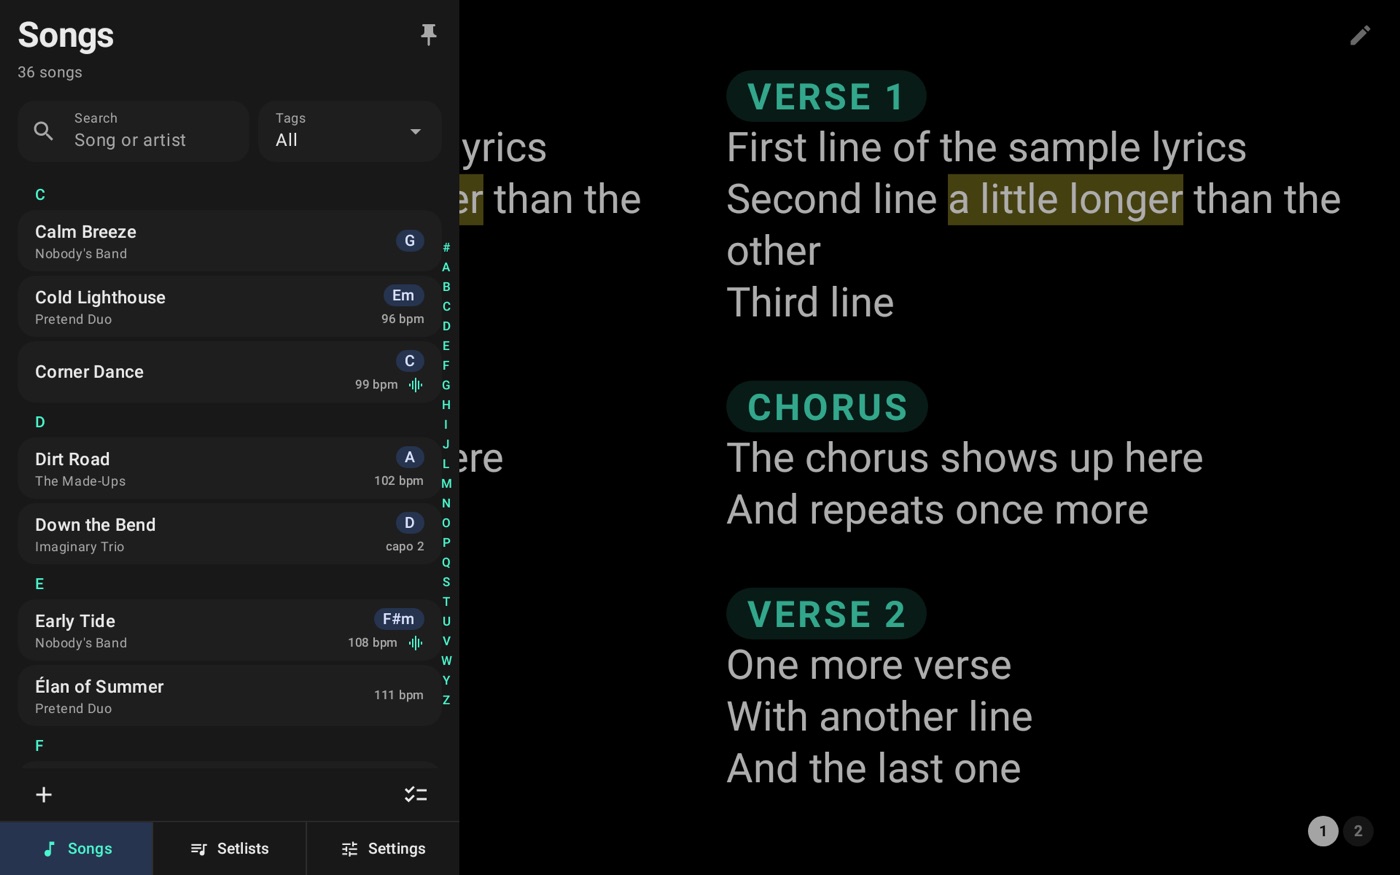 Songs
36 songs
Search
Song or artist
Tags
All
C
Calm Breeze
Nobody's Band
G
Cold Lighthouse
Pretend Duo
Em
96 bpm
Corner Dance
C
99 bpm
D
Dirt Road
The Made-Ups
A
102 bpm
Down the Bend
Imaginary Trio
D
capo 2
E
Early Tide
Nobody's Band
F#m
108 bpm
Élan of Summer
Pretend Duo
111 bpm
F
#
A
B
C
D
E
F
G
H
I
J
L
M
N
O
P
Q
S
T
U
V
W
Y
Z
Songs
Setlists
Settings
yrics
er than the
ere
VERSE 1
First line of the sample lyrics
Second line a little longer than the
other
Third line
CHORUS
The chorus shows up here
And repeats once more
VERSE 2
One more verse
With another line
And the last one
1
2